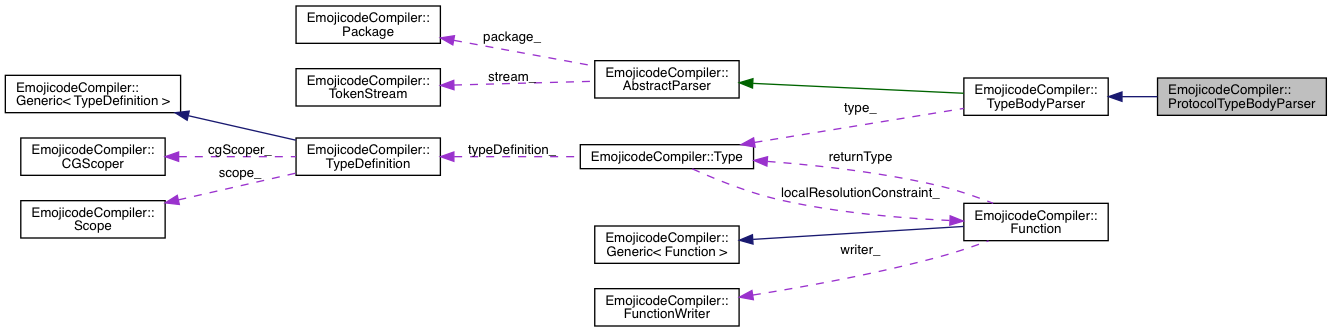 EmojicodeCompiler::
Package
package_
EmojicodeCompiler::
TokenStream
stream_
EmojicodeCompiler::
AbstractParser
EmojicodeCompiler::
Generic< TypeDefinition >
EmojicodeCompiler::
TypeBodyParser
EmojicodeCompiler::
ProtocolTypeBodyParser
type_
EmojicodeCompiler::
CGScoper
cgScoper_
scope_
EmojicodeCompiler::
TypeDefinition
typeDefinition_
EmojicodeCompiler::Type
returnType
localResolutionConstraint_
EmojicodeCompiler::
Scope
EmojicodeCompiler::
Function
EmojicodeCompiler::
Generic< Function >
writer_
EmojicodeCompiler::
FunctionWriter